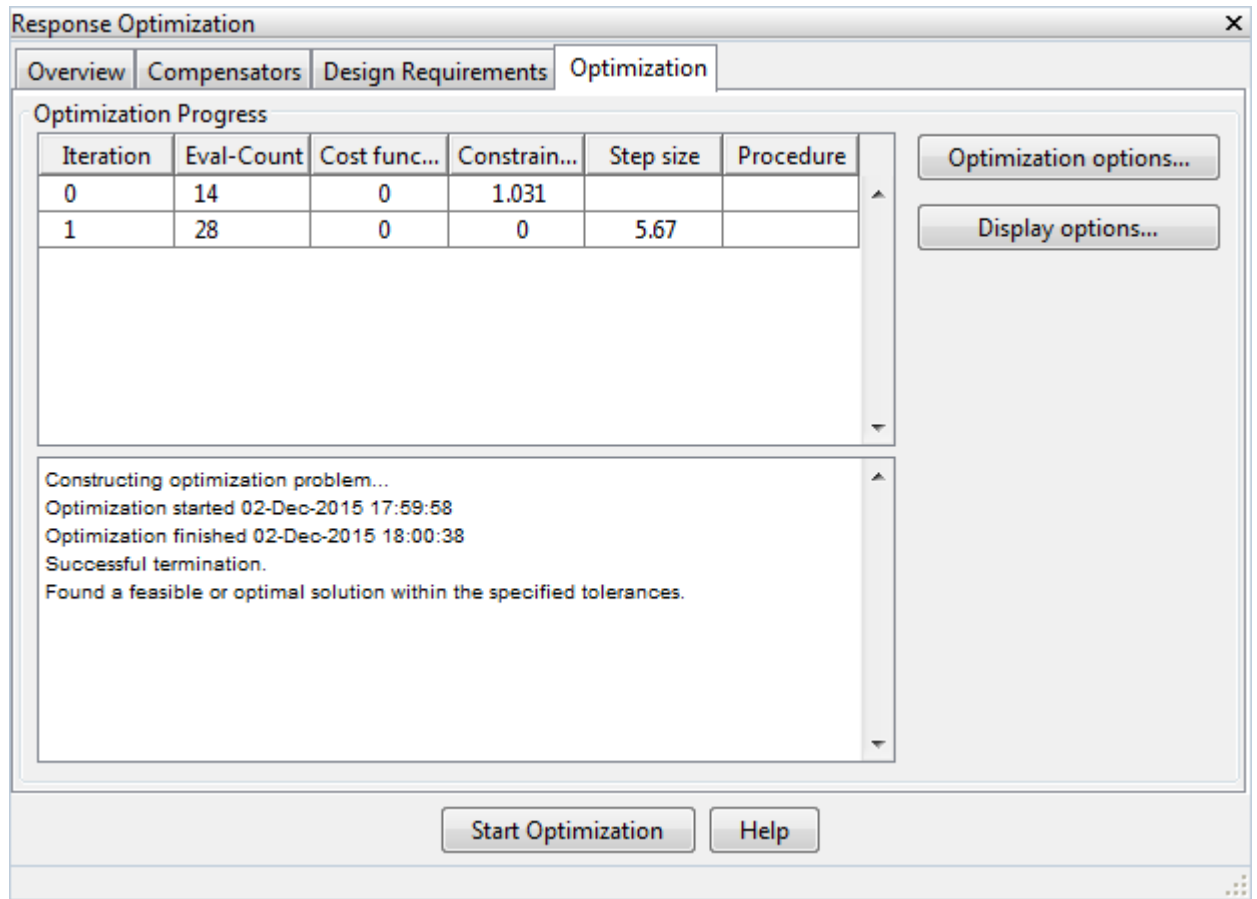 Response Optimization
Overview Compensators Design Requirements Optimization
Optimization Progress
Iteration Eval-Count Cost func... Constrain... Step size Procedure
0 14 0 1.031
1 28 0 0 5.67
Optimization options...
Display options...
Constructing optimization problem...
Optimization started 02-Dec-2015 17:59:58
Optimization finished 02-Dec-2015 18:00:38
Successful termination.
Found a feasible or optimal solution within the specified tolerances.
Start Optimization Help